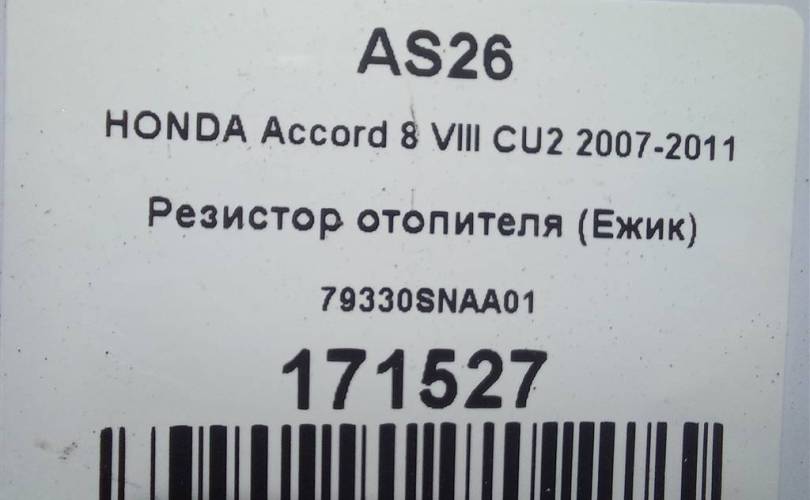 AS26
HONDA Accord 8 VIII CU2 2007-2011
Резистор отопителя (Ежик)
79330SNAA01
171527